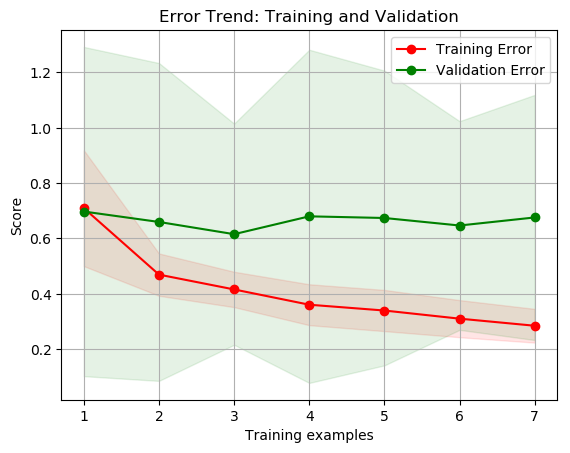 Error Trend: Training and Validation
Training Error
Validation Error
1.2
1.0
0.8
0.6
0.4
0.2
Score
1 2 3 4 5 6 7
Training examples